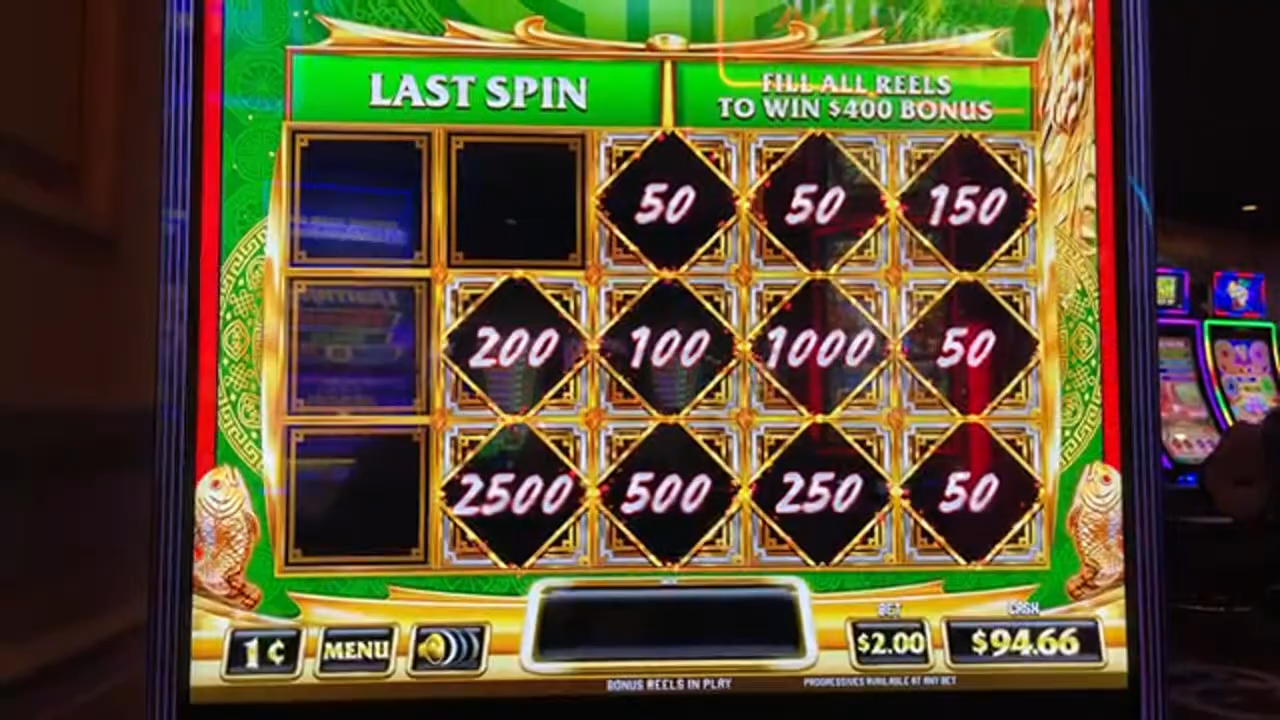 LAST SPIN
FILL ALL REELS
TO WIN $400 BONUS
50 50 150
200 100 1000 50
2500 500 250 50
BET CASH
1¢ MENU $2.00 $94.66
BONUS REELS IN PLAY PROGRESSIVES AVAILABLE AT ANY BET